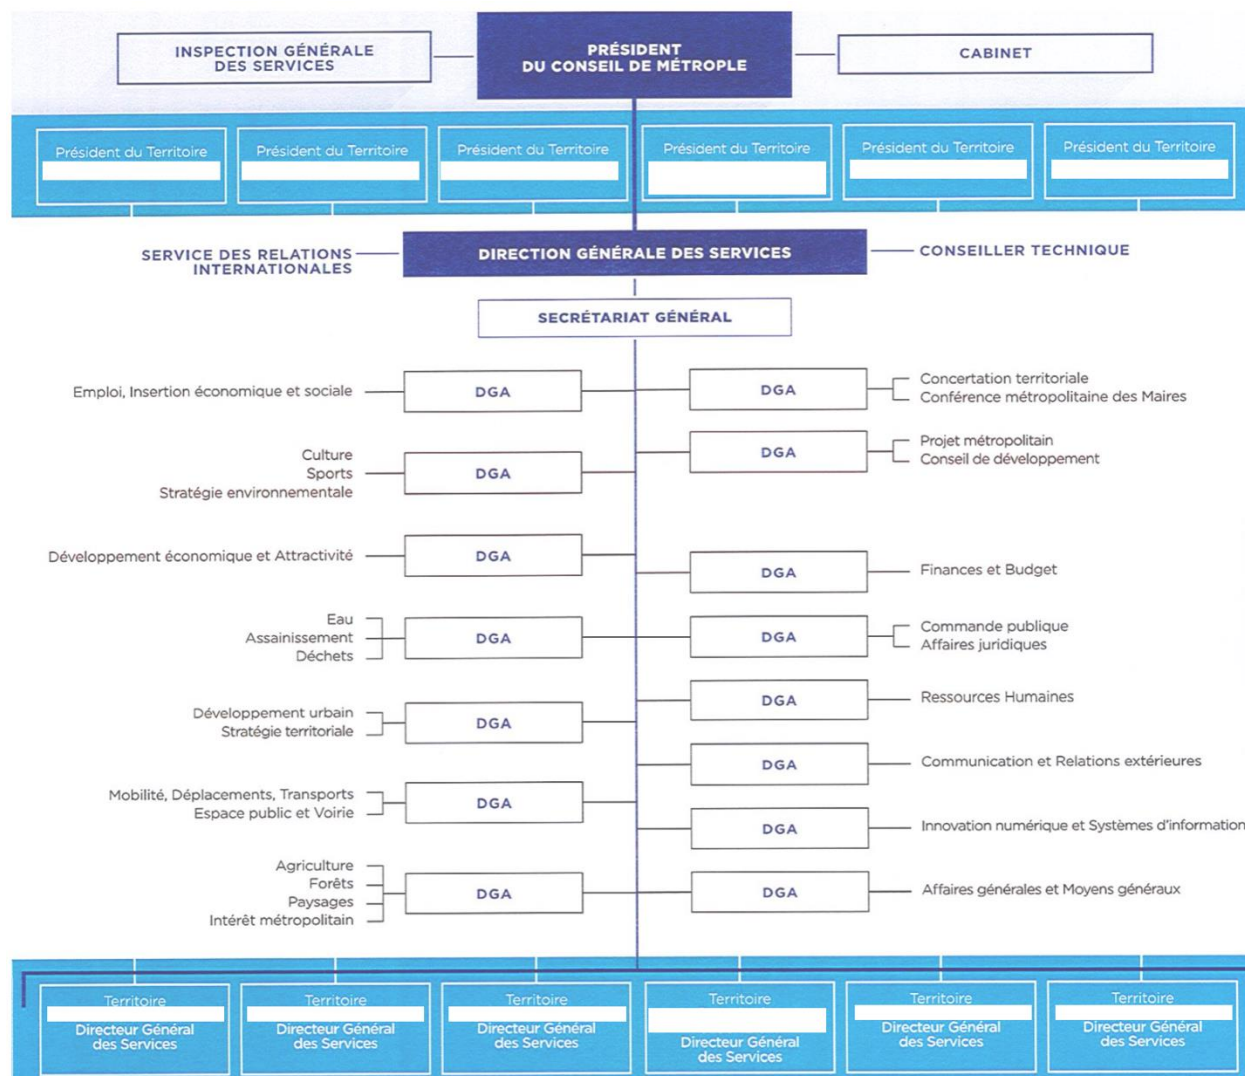 INSPECTION GÉNÉRALE
DES SERVICES
PRÉSIDENT
DU CONSEIL DE MÉTROPLE
CABINET
Président du Territoire
Président du Territoire
Président du Territoire
Président du Territoire
Président du Territoire
Président du Territoire
SERVICE DES RELATIONS
INTERNATIONALES
DIRECTION GÉNÉRALE DES SERVICES
CONSEILLER TECHNIQUE
SECRÉTARIAT GÉNÉRAL
Emploi, Insertion économique et sociale
DGA
DGA
Concertation territoriale
Conférence métropolitaine des Maires
Culture
Sports
Stratégie environnementale
DGA
DGA
Projet métropolitain
Conseil de développement
Développement économique et Attractivité
DGA
DGA
Finances et Budget
Eau
Assainissement
Déchets
DGA
DGA
Commande publique
Affaires juridiques
Développement urbain
Stratégie territoriale
DGA
DGA
Ressources Humaines
Mobilité, Déplacements, Transports
Espace public et Voirie
DGA
DGA
Communication et Relations extérieures
DGA
Innovation numérique et Systèmes d'information
Agriculture
Forêts
Paysages
Intérêt métropolitain
DGA
DGA
Affaires générales et Moyens généraux
Territoire
Directeur Général
des Services
Territoire
Directeur Général
des Services
Territoire
Directeur Général
des Services
Territoire
Directeur Général
des Services
Territoire
Directeur Général
des Services
Territoire
Directeur Général
des Services